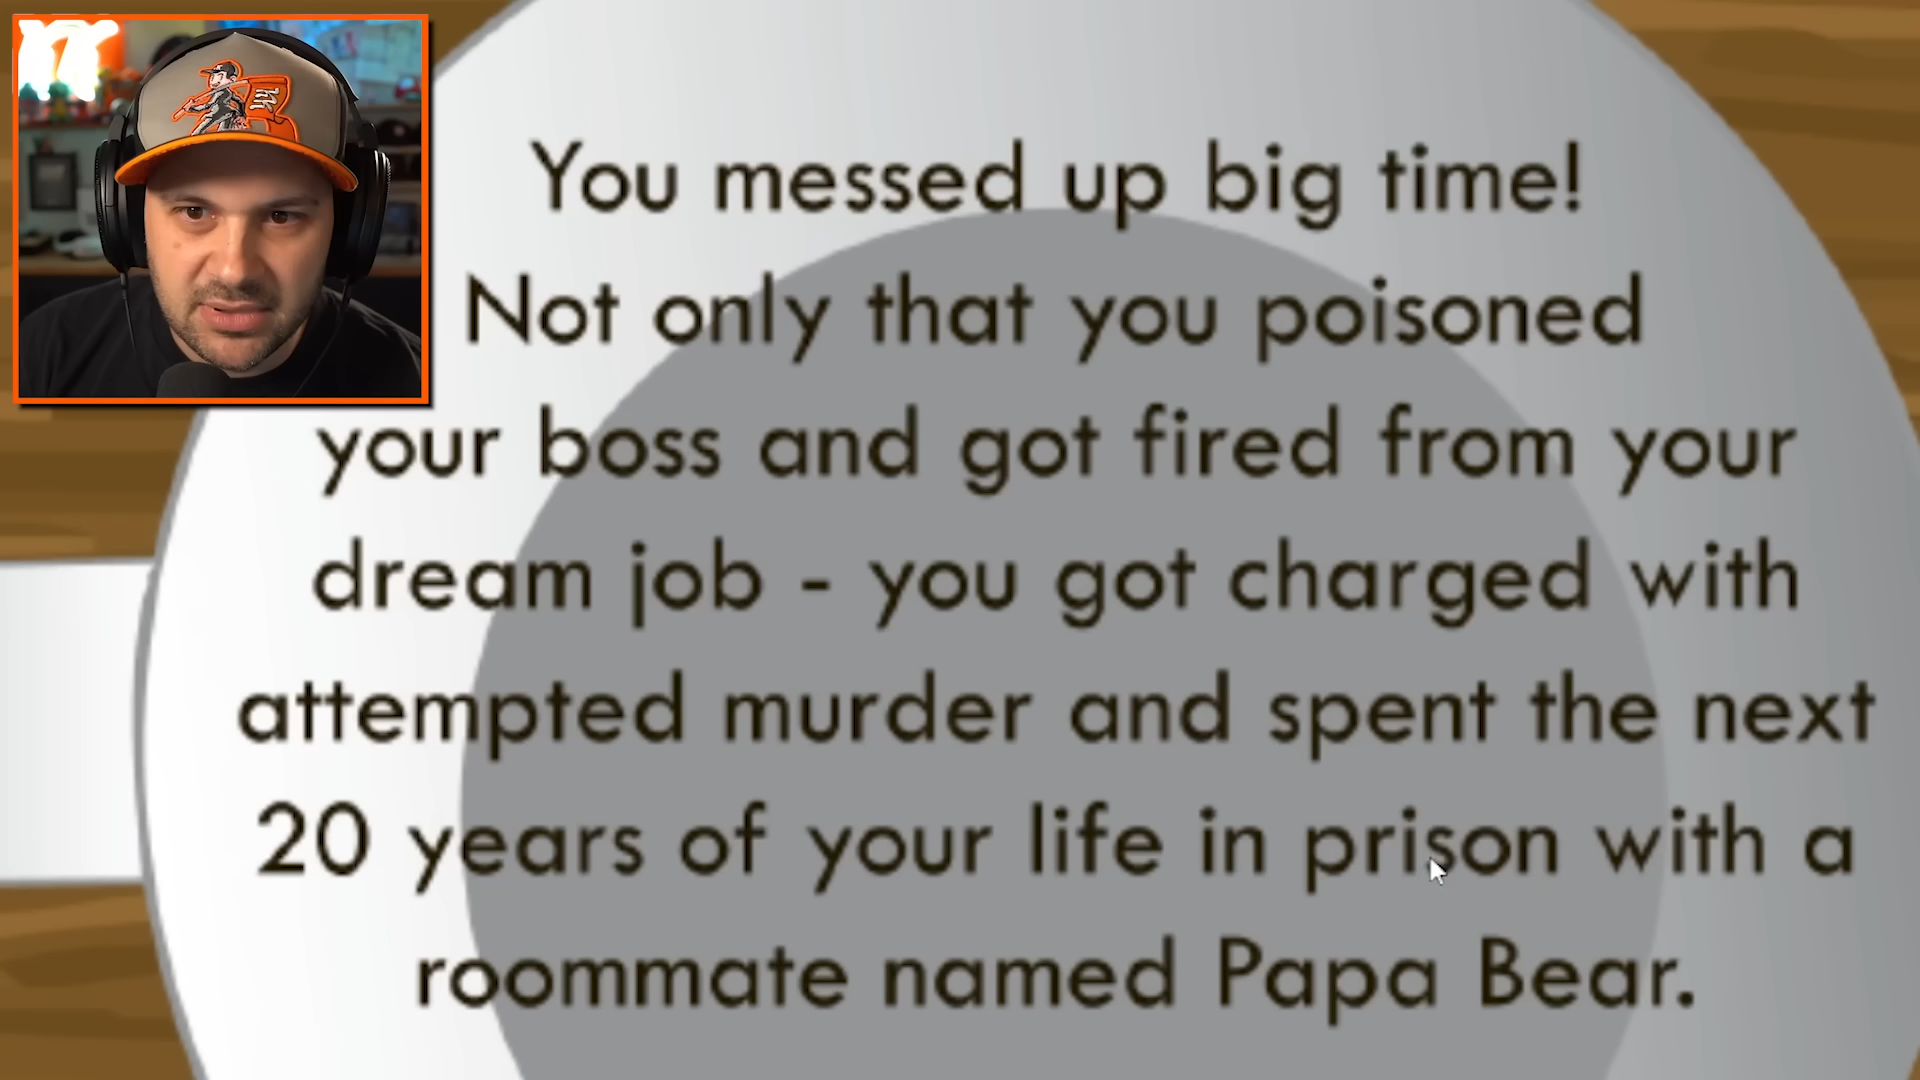 You messed up big time!
Not only that you poisoned
your boss and got fired from your
dream job - you got charged with
attempted murder and spent the next
20 years of your life in prison with a
roommate named Papa Bear.